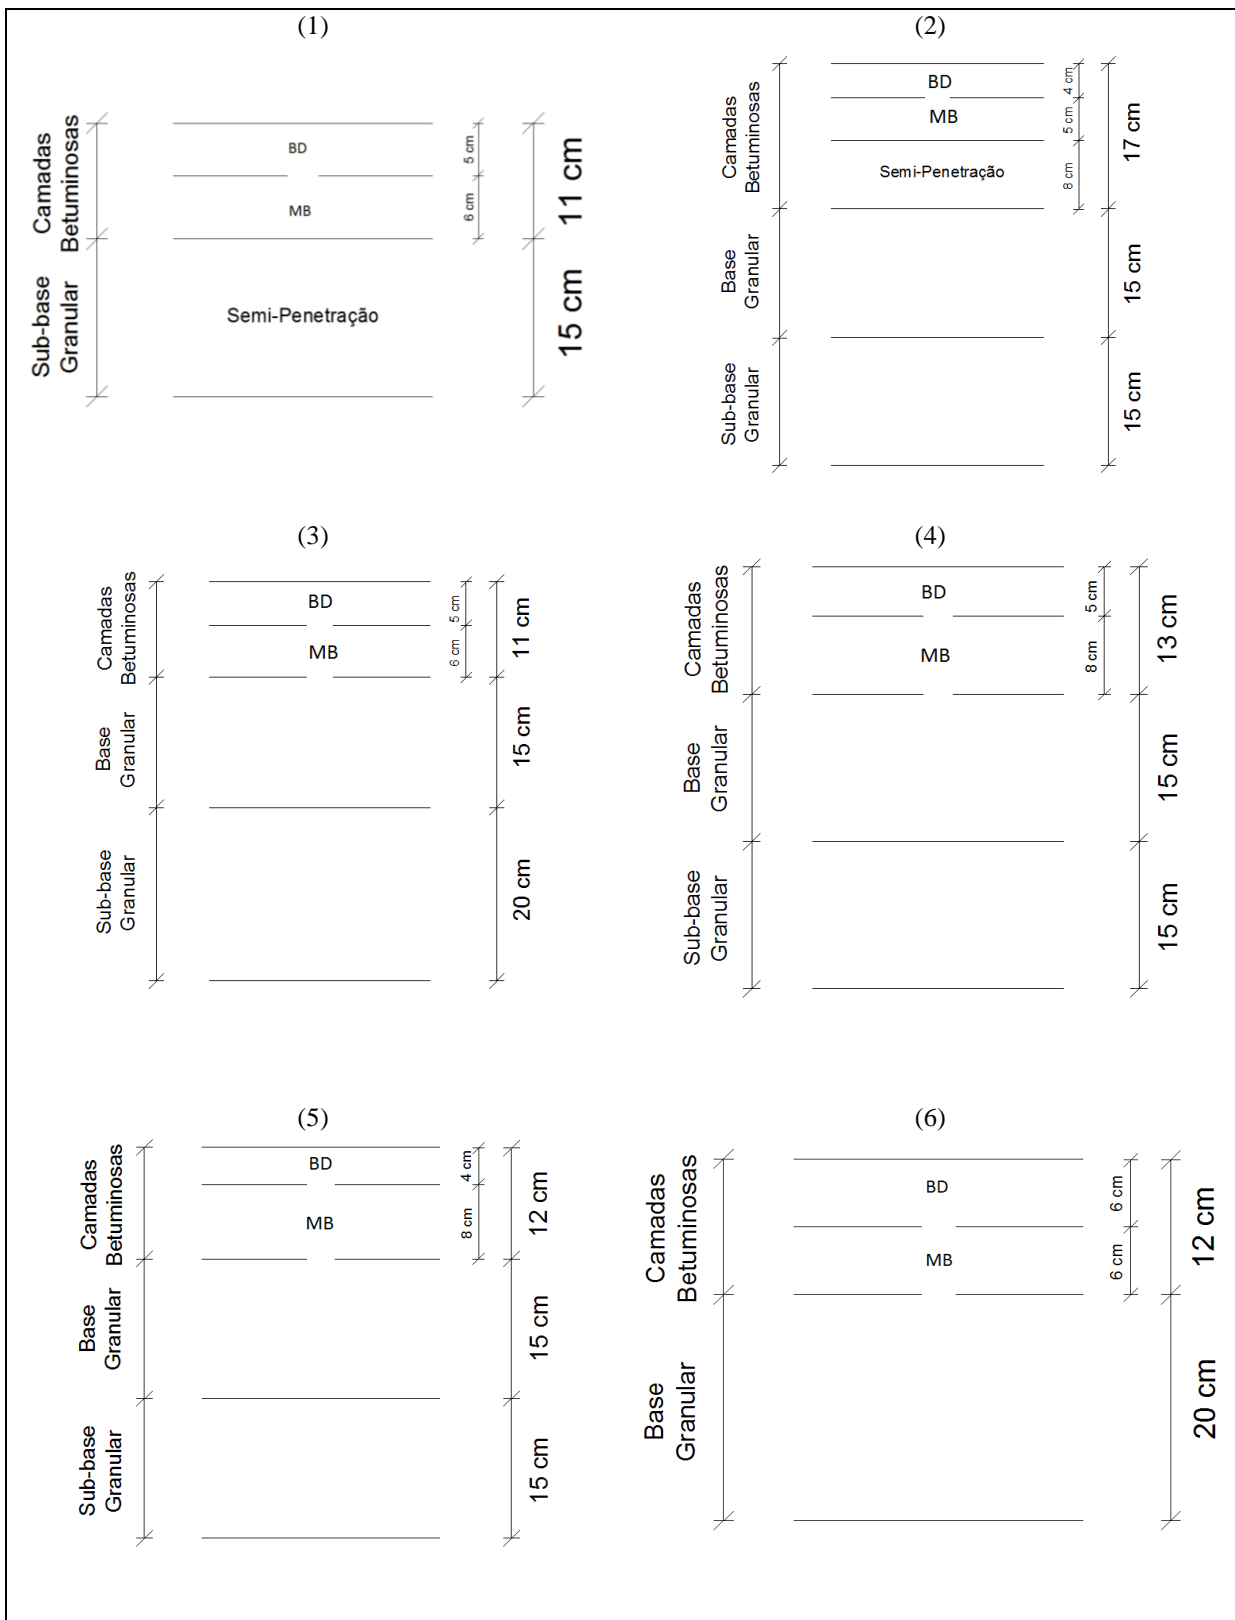 (1)
Camadas
Betuminosas
BD
5 cm
MB
6 cm
11 cm
Sub-base
Granular
Semi-Penetração
15 cm
(2)
Camadas
Betuminosas
BD
4 cm
MB
5 cm
Semi-Penetração
8 cm
17 cm
Base
Granular
15 cm
Sub-base
Granular
15 cm
(3)
Camadas
Betuminosas
BD
5 cm
MB
6 cm
11 cm
Base
Granular
15 cm
Sub-base
Granular
20 cm
(4)
Camadas
Betuminosas
BD
5 cm
MB
8 cm
13 cm
Base
Granular
15 cm
Sub-base
Granular
15 cm
(5)
Camadas
Betuminosas
BD
4 cm
MB
8 cm
12 cm
Base
Granular
15 cm
Sub-base
Granular
15 cm
(6)
Camadas
Betuminosas
BD
6 cm
MB
6 cm
12 cm
Base
Granular
20 cm